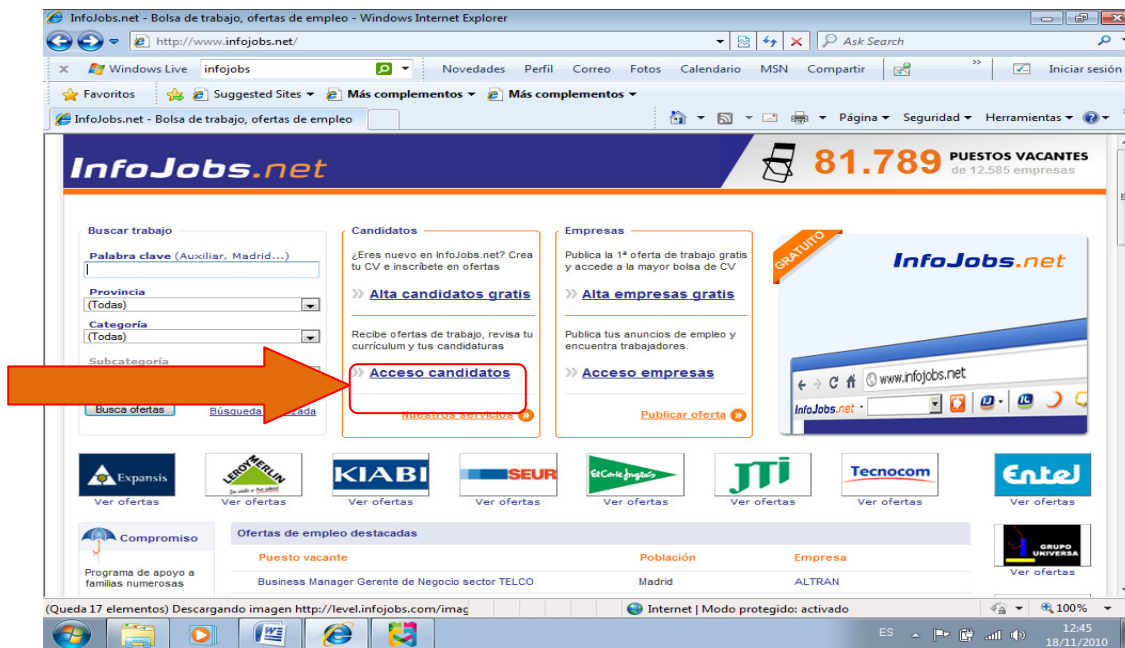 InfoJobs.net - Bolsa de trabajo, ofertas de empleo - Windows Internet Explorer
http://www.infojobs.net/
Ask Search
Windows Live
infojobs
Novedades Perfil Correo Fotos Calendario MSN Compartir
Iniciar sesión
Favoritos
Suggested Sites
Más complementos
Más complementos
InfoJobs.net - Bolsa de trabajo, ofertas de empleo
Página Seguridad Herramientas
InfoJobs.net
81.789
PUESTOS VACANTES
de 12.585 empresas
Buscar trabajo
Palabra clave (Auxiliar, Madrid...)
Provincia
(Todas)
Categoría
(Todas)
Subcategoría
Busca ofertas
Búsqueda
Candidatos
¿Eres nuevo en InfoJobs.net? Crea
tu CV e inscríbete en ofertas
Alta candidatos gratis
Recibe ofertas de trabajo, revisa tu
currículum y tus candidaturas
Acceso candidatos
Nuestros servicios
Empresas
Publica la 1ª oferta de trabajo gratis
y accede a la mayor bolsa de CV
Alta empresas gratis
Publica tus anuncios de empleo y
encuentra trabajadores.
Acceso empresas
Publicar oferta
GRATUITO
InfoJobs.net
www.infojobs.net
InfoJobs.net
Expansis
LEROY MERLIN
KIABI
SEUR
El Corte Inglés
JTi
Tecnocom
Entel
Ver ofertas Ver ofertas Ver ofertas Ver ofertas Ver ofertas Ver ofertas Ver ofertas Ver ofertas
Compromiso
Programa de apoyo a
familias numerosas
Ofertas de empleo destacadas
Puesto vacante Población Empresa
Business Manager Gerente de Negocio sector TELCO Madrid ALTRAN
GRUPO
UNIVERSA
Ver ofertas
(Queda 17 elementos) Descargando imagen http://level.infojobs.com/imag
Internet | Modo protegido: activado
100%
ES
12:45
18/11/2010